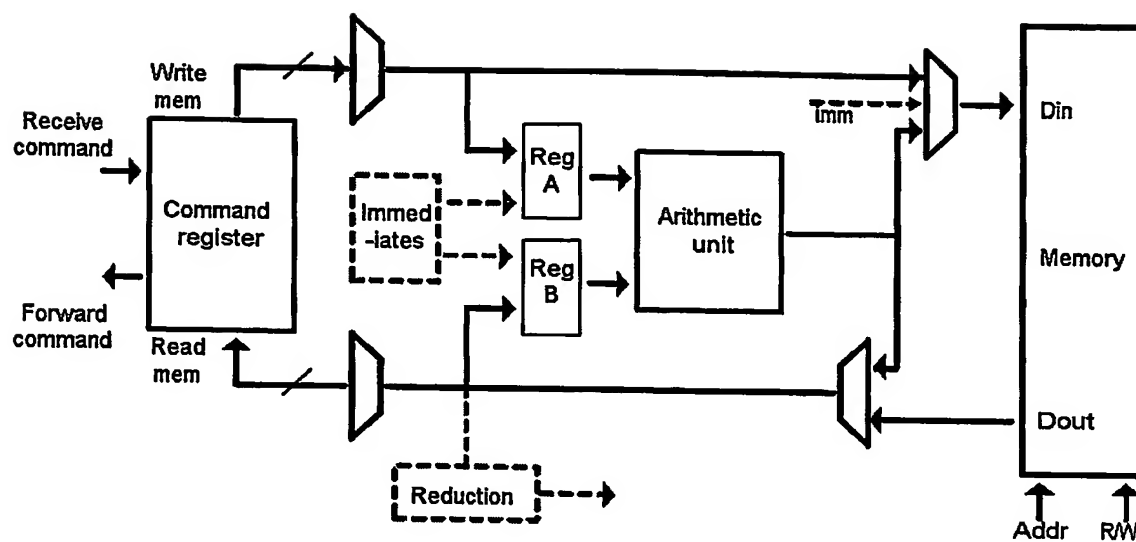 Write
mem
Receive
command
Command
register
Forward
command
Read
mem
Immed
-iates
Reg
A
Reg
B
Arithmetic
unit
imm
Din
Memory
Dout
Reduction
Addr
R/W